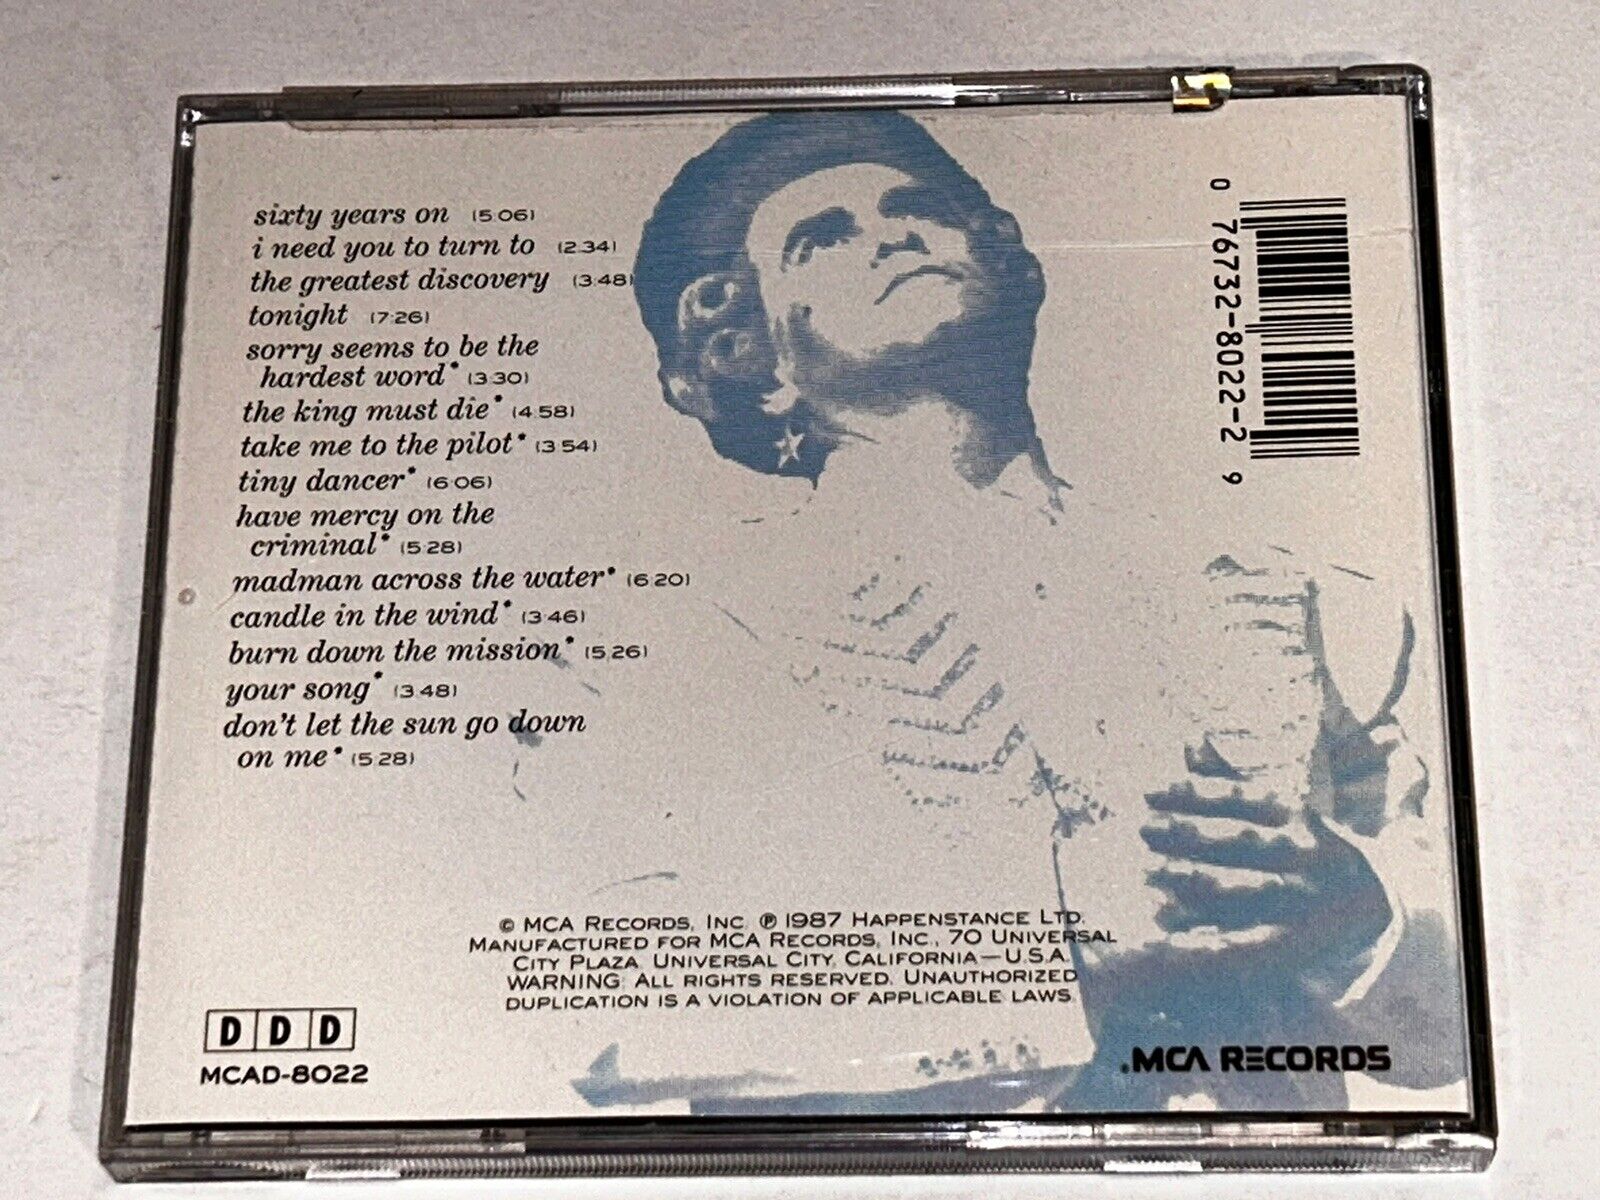 sixty years on (5:06)
i need you to turn to (2:34)
the greatest discovery (3:48)
tonight (7:26)
sorry seems to be the
hardest word* (3:30)
the king must die* (4:58)
take me to the pilot* (3:54)
tiny dancer* (6:06)
have mercy on the
criminal* (5:28)
madman across the water* (6:20)
candle in the wind* (3:46)
burn down the mission* (5:26)
your song* (3:48)
don't let the sun go down
on me* (5:28)
0 76732-8022-2 9
© MCA RECORDS, INC. ℗ 1987 HAPPENSTANCE LTD.
MANUFACTURED FOR MCA RECORDS, INC., 70 UNIVERSAL
CITY PLAZA, UNIVERSAL CITY, CALIFORNIA—U.S.A.
WARNING: ALL RIGHTS RESERVED. UNAUTHORIZED
DUPLICATION IS A VIOLATION OF APPLICABLE LAWS.
D D D
MCAD-8022
MCA RECORDS